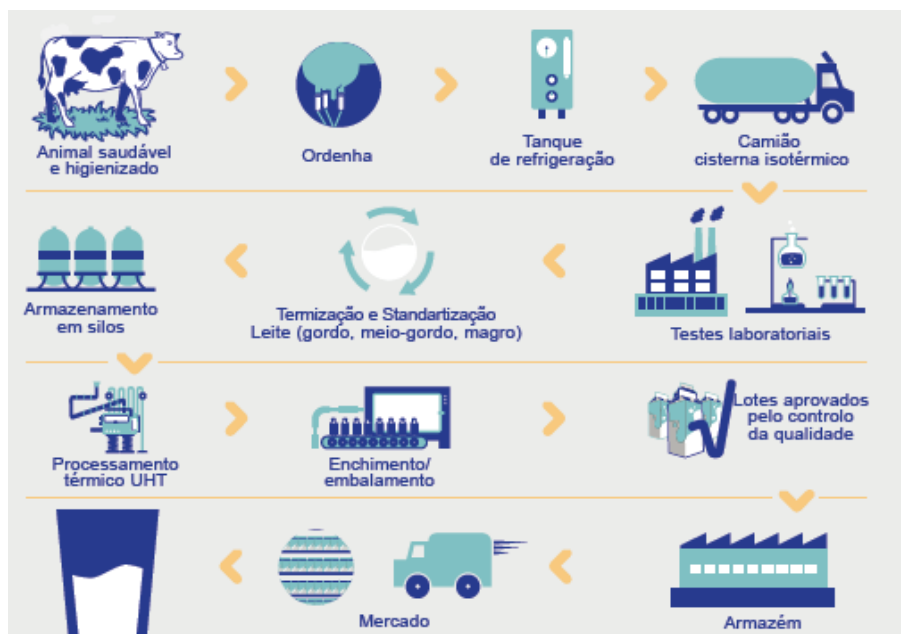 Animal saudável
e higienizado
Ordenha
Tanque
de refrigeração
Camião
cisterna isotérmico
Armazenamento
em silos
Termização e Standartização
Leite (gordo, meio-gordo, magro)
Testes laboratoriais
Processamento
térmico UHT
Enchimento/
embalamento
Lotes aprovados
pelo controlo
da qualidade
Mercado
Armazém